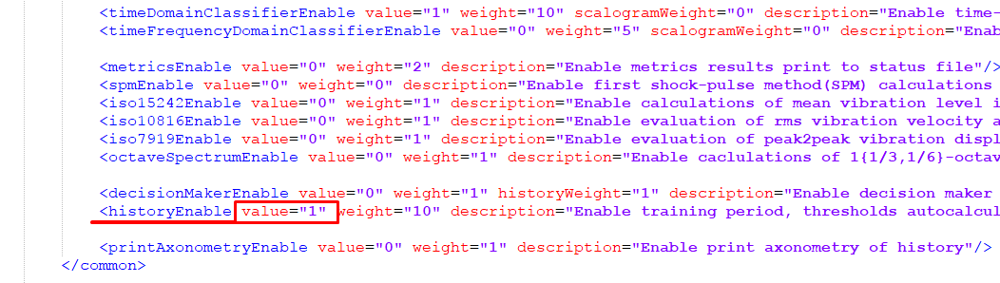 <timeDomainClassifierEnable value="1" weight="10" scalogramWeight="0" description="Enable time-
<timeFrequencyDomainClassifierEnable value="0" weight="5" scalogramWeight="0" description="Enab
<metricsEnable value="0" weight="2" description="Enable metrics results print to status file"/>
<spmEnable value="0" weight="0" description="Enable first shock-pulse method(SPM) calculations
<iso15242Enable value="0" weight="1" description="Enable calculations of mean vibration level i
<iso10816Enable value="0" weight="1" description="Enable evaluation of rms vibration velocity a
<iso7919Enable value="0" weight="1" description="Enable evaluation of peak2peak vibration displ
<octaveSpectrumEnable value="0" weight="1" description="Enable caclulations of 1{1/3,1/6}-octav
<decisionMakerEnable value="0" weight="1" historyWeight="1" description="Enable decision maker
<historyEnable value="1" weight="10" description="Enable training period, thresholds autocalcul
<printAxonometryEnable value="0" weight="1" description="Enable print axonometry of history"/>
</common>